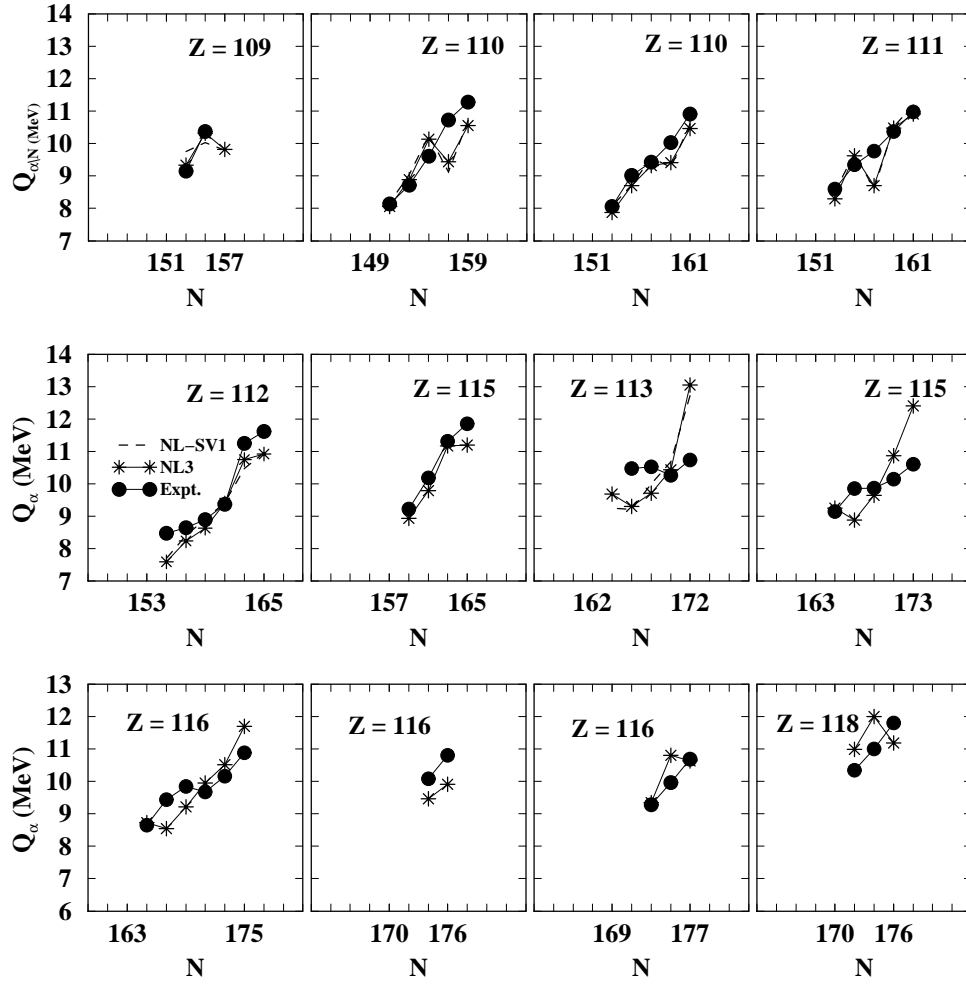 14
13
12
11
10
9
8
7
Qα\N (MeV)
Z = 109
Z = 110
Z = 110
Z = 111
151 157
149 159
151 161
151 161
N N N N
14
13
12
11
10
9
8
7
Qα (MeV)
Z = 112
NL−SV1
NL3
Expt.
Z = 115
Z = 113
Z = 115
153 165
157 165
162 172
163 173
N N N N
13
12
11
10
9
8
7
6
Qα (MeV)
Z = 116
Z = 116
Z = 116
Z = 118
163 175
170 176
169 177
170 176
N N N N